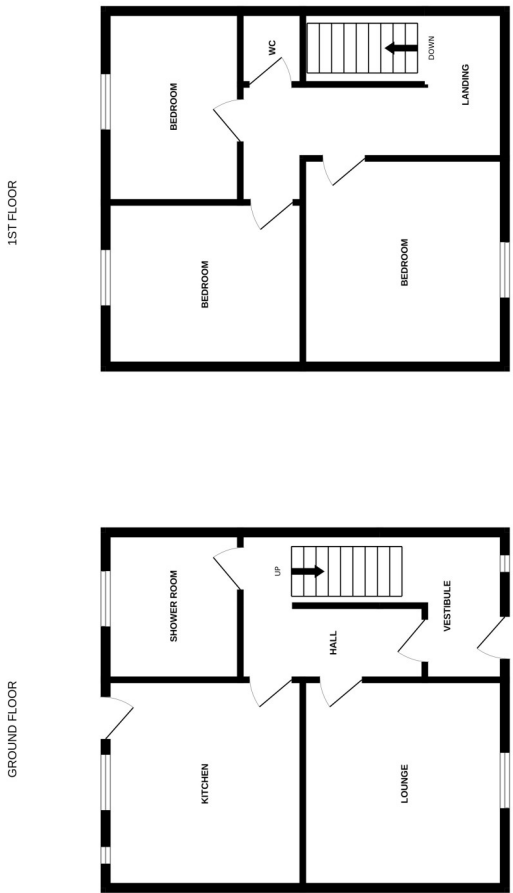 1ST FLOOR
BEDROOM
WC
DOWN
LANDING
BEDROOM
BEDROOM
GROUND FLOOR
SHOWER ROOM
UP
HALL
VESTIBULE
KITCHEN
LOUNGE